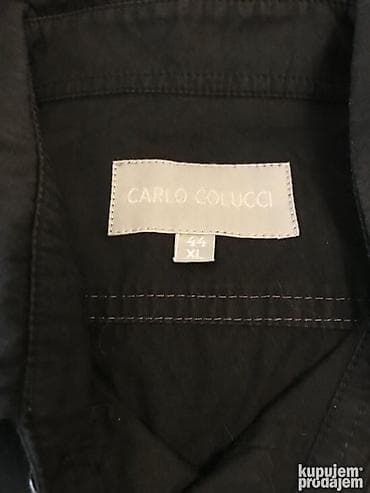 CARLO COLUCCI
44
XL
kupujem
prodajem